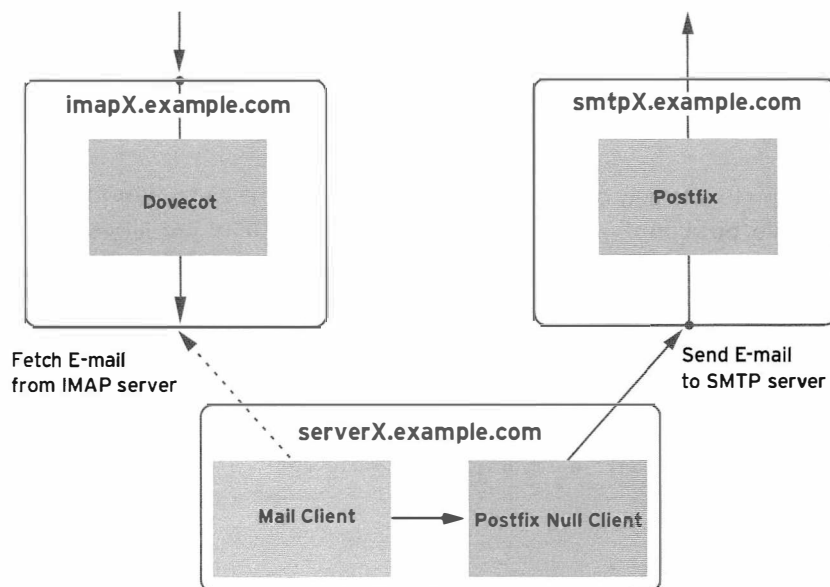 imapX.example.com
Dovecot
smtpX.example.com
Postfix
Fetch E-mail
from IMAP server
Send E-mail
to SMTP server
serverX.example.com
Mail Client
Postfix Null Client